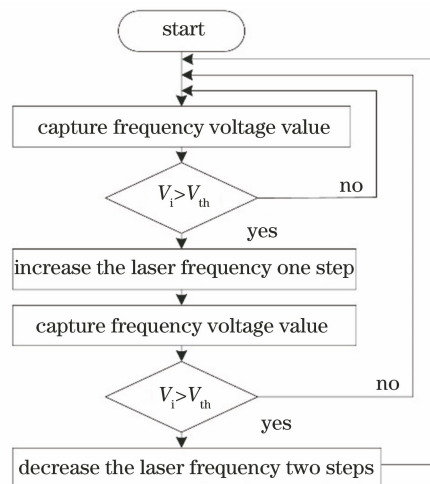 start
capture frequency voltage value
Vi>Vth
no
yes
increase the laser frequency one step
capture frequency voltage value
Vi>Vth
no
yes
decrease the laser frequency two steps